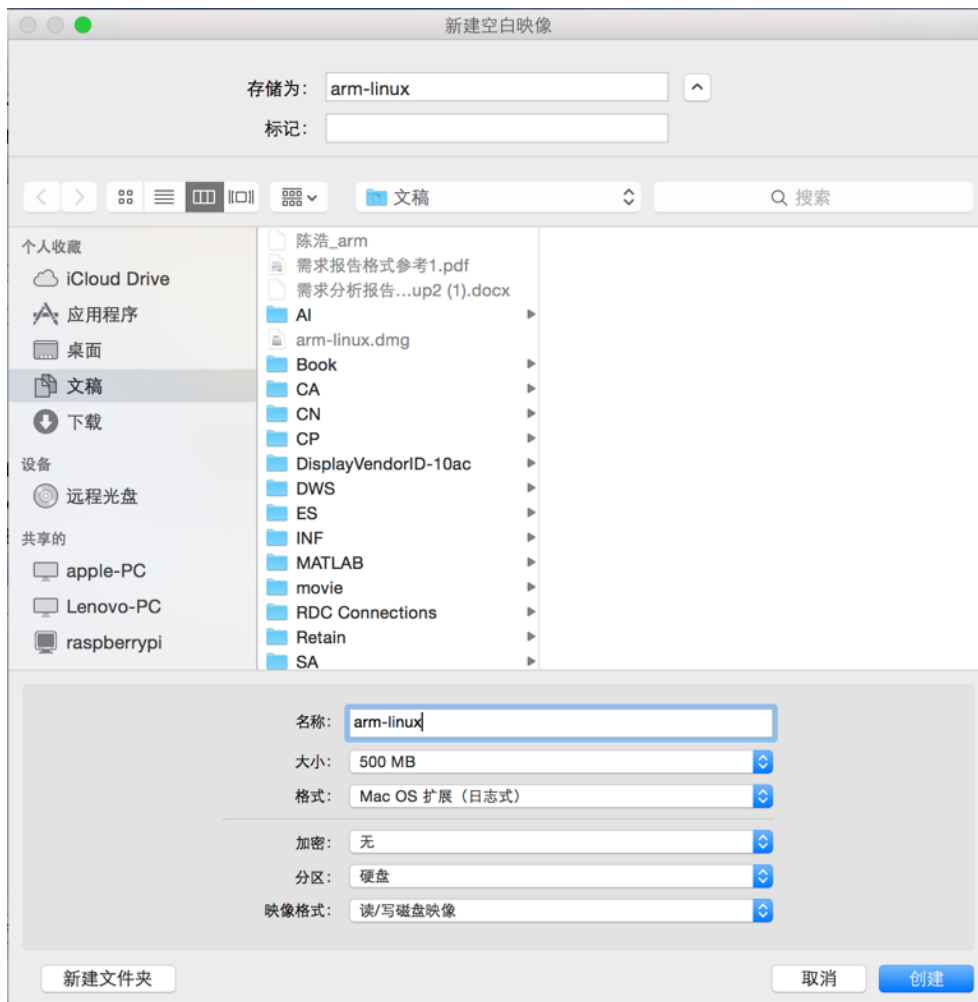 新建空白映像
存储为： arm-linux
标记：
文稿
搜索
个人收藏
iCloud Drive
应用程序
桌面
文稿
下载
设备
远程光盘
共享的
apple-PC
Lenovo-PC
raspberrypi
陈浩_arm
需求报告格式参考1.pdf
需求分析报告...up2 (1).docx
AI
arm-linux.dmg
Book
CA
CN
CP
DisplayVendorID-10ac
DWS
ES
INF
MATLAB
movie
RDC Connections
Retain
SA
名称： arm-linux
大小： 500 MB
格式： Mac OS 扩展（日志式）
加密： 无
分区： 硬盘
映像格式： 读/写磁盘映像
新建文件夹
取消
创建